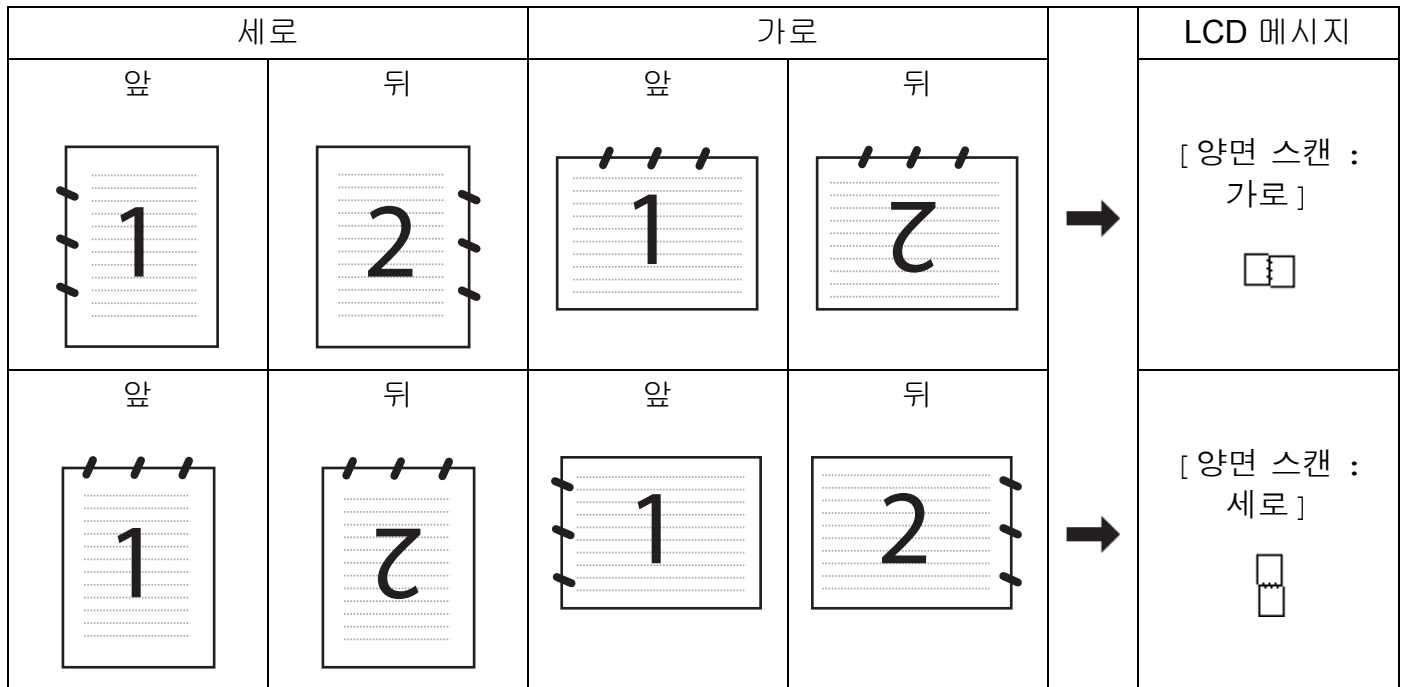 세로 가로 LCD 메시지
앞 뒤 앞 뒤
1 2 1 2
[ 양면 스캔 :
가로 ]
앞 뒤 앞 뒤
1 2 1 2
[ 양면 스캔 :
세로 ]